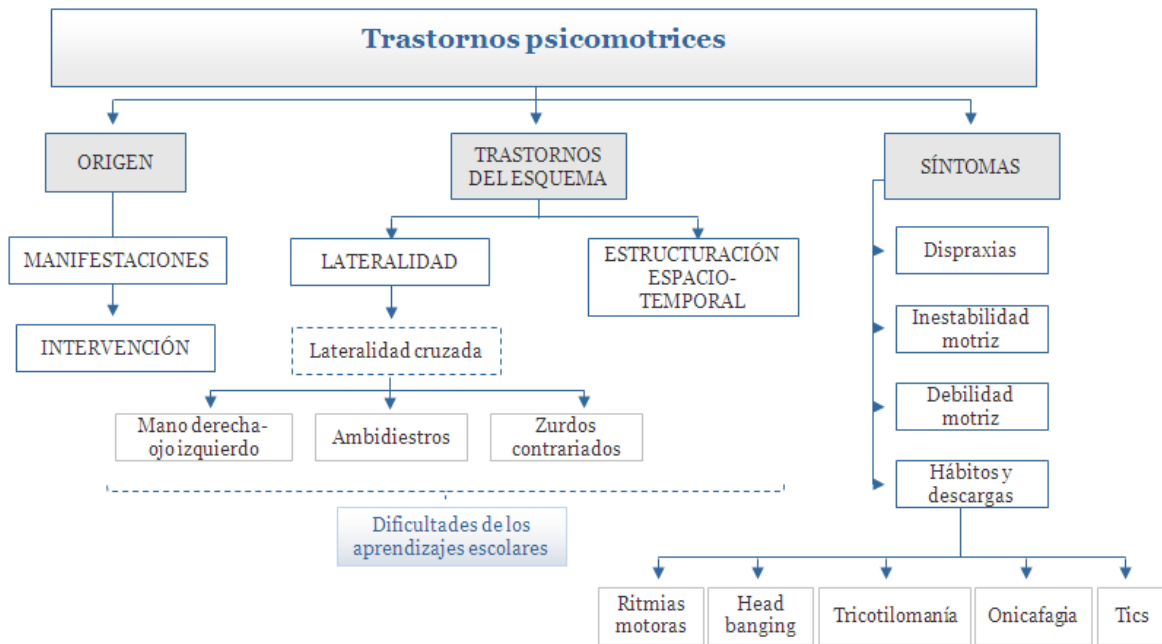 Trastornos psicomotrices
ORIGEN
TRASTORNOS
DEL ESQUEMA
SÍNTOMAS
MANIFESTACIONES
LATERALIDAD
ESTRUCTURACIÓN
ESPACIO-
TEMPORAL
Dispraxias
INTERVENCIÓN
Lateralidad cruzada
Inestabilidad
motriz
Mano derecha-
ojo izquierdo
Ambidiestros
Zurdos
contrariados
Debilidad
motriz
Hábitos y
descargas
Dificultades de los
aprendizajes escolares
Ritmias
motoras
Head
banging
Tricotilomanía
Onicafagia
Tics